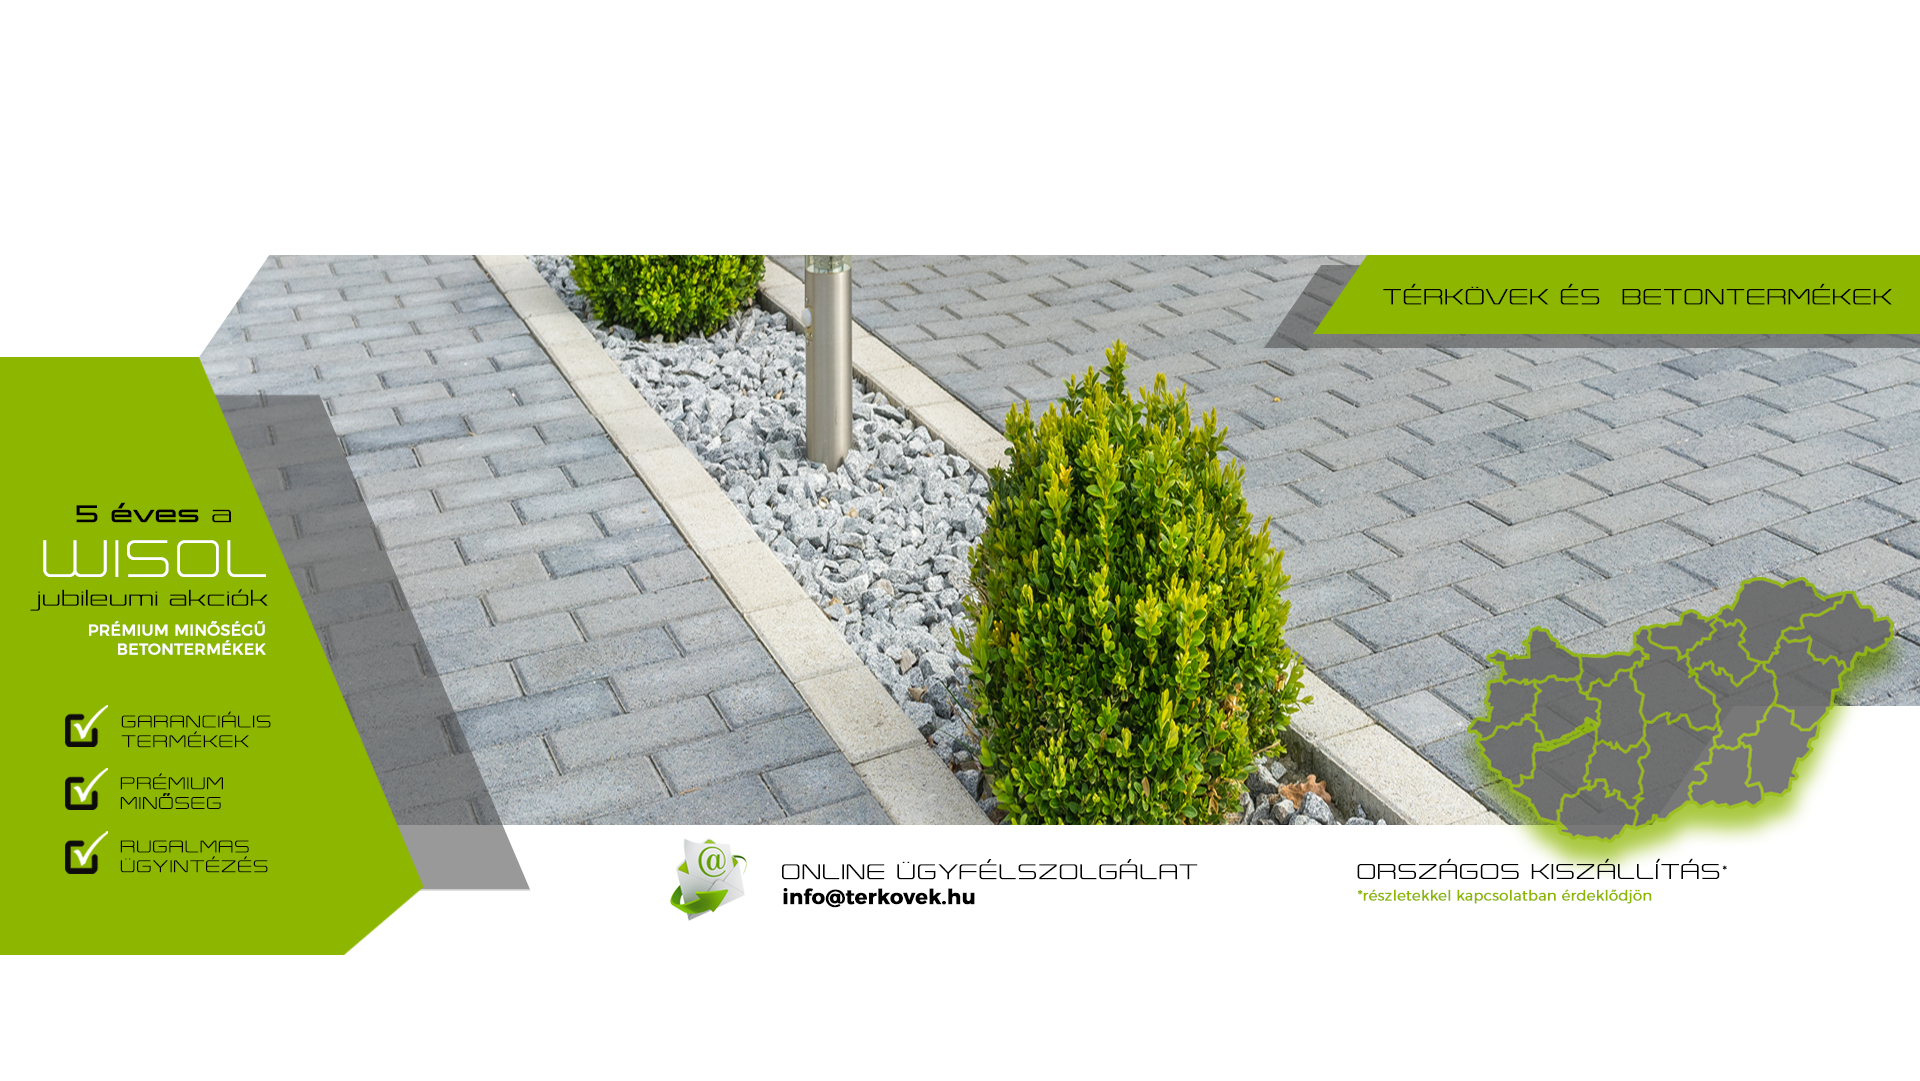 TÉRKÖVEK ÉS BETONTERMÉKEK
5 éves a
WISOL
jubileumi akciók
PRÉMIUM MINŐSÉGŰ
BETONTERMÉKEK
GARANCIÁLIS
TERMÉKEK
PRÉMIUM
MINŐSEG
RUGALMAS
ÜGYINTÉZÉS
@
ONLINE ÜGYFÉLSZOLGÁLAT
info@terkovek.hu
ORSZÁGOS KISZÁLLÍTÁS*
*részletekkel kapcsolatban érdeklődjön